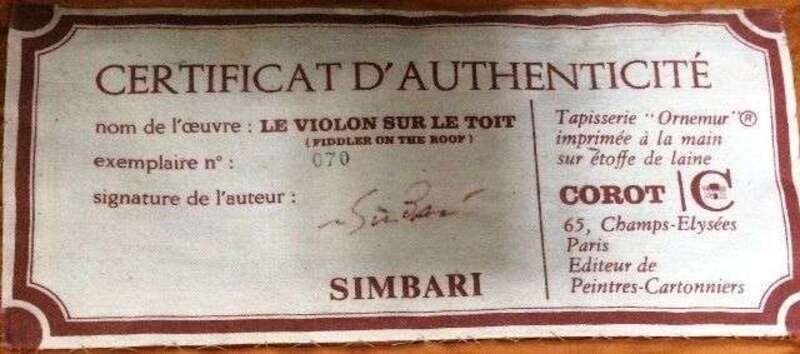 CERTIFICAT D'AUTHENTICITÉ
nom de l'œuvre : LE VIOLON SUR LE TOIT
(FIDDLER ON THE ROOF)
exemplaire n° : 070
signature de l'auteur : Simbari
SIMBARI
Tapisserie "Ornemur"®
imprimée à la main
sur étoffe de laine
COROT | C
65, Champs-Elysées
Paris
Editeur de
Peintres-Cartonniers